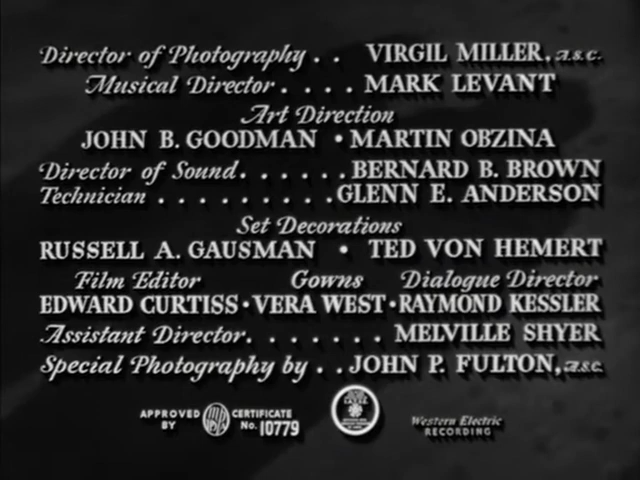 Director of Photography . . VIRGIL MILLER, A.S.C.
Musical Director . . . . MARK LEVANT
Art Direction
JOHN B. GOODMAN • MARTIN OBZINA
Director of Sound. . . . . . BERNARD B. BROWN
Technician . . . . . . . . . GLENN E. ANDERSON
Set Decorations
RUSSELL A. GAUSMAN • TED VON HEMERT
Film Editor Gowns Dialogue Director
EDWARD CURTISS • VERA WEST • RAYMOND KESSLER
Assistant Director. . . . . . . MELVILLE SHYER
Special Photography by . . JOHN P. FULTON, A.S.C.
APPROVED BY CERTIFICATE No. 10779
Western Electric
RECORDING